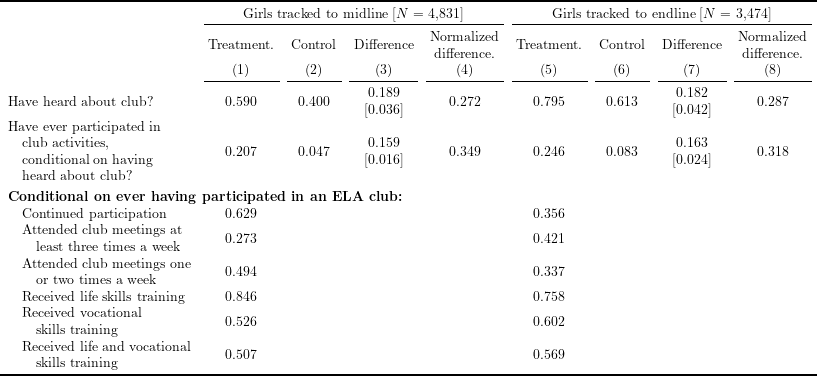 Girls tracked to midline [N = 4,831] Girls tracked to endline [N = 3,474]
Treatment. Control Difference Normalized difference. Treatment. Control Difference Normalized difference.
(1) (2) (3) (4) (5) (6) (7) (8)
Have heard about club? 0.590 0.400 0.189 0.272 0.795 0.613 0.182 0.287
[0.036] [0.042]
Have ever participated in
club activities,
conditional on having
heard about club? 0.207 0.047 0.159 0.349 0.246 0.083 0.163 0.318
[0.016] [0.024]
Conditional on ever having participated in an ELA club:
Continued participation 0.629 0.356
Attended club meetings at
least three times a week 0.273 0.421
Attended club meetings one
or two times a week 0.494 0.337
Received life skills training 0.846 0.758
Received vocational
skills training 0.526 0.602
Received life and vocational
skills training 0.507 0.569